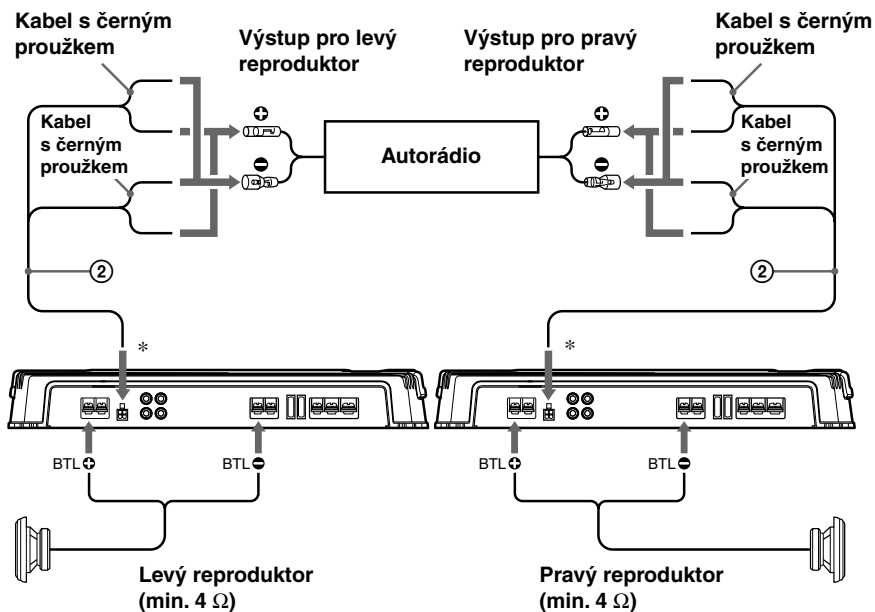 Kabel s černým
proužkem
Výstup pro levý
reproduktor
Výstup pro pravý
reproduktor
Kabel s černým
proužkem
Kabel
s černým
proužkem
Autorádio
Kabel
s černým
proužkem
2
2
*
*
BTL +
BTL −
BTL +
BTL −
Levý reproduktor
(min. 4 Ω)
Pravý reproduktor
(min. 4 Ω)